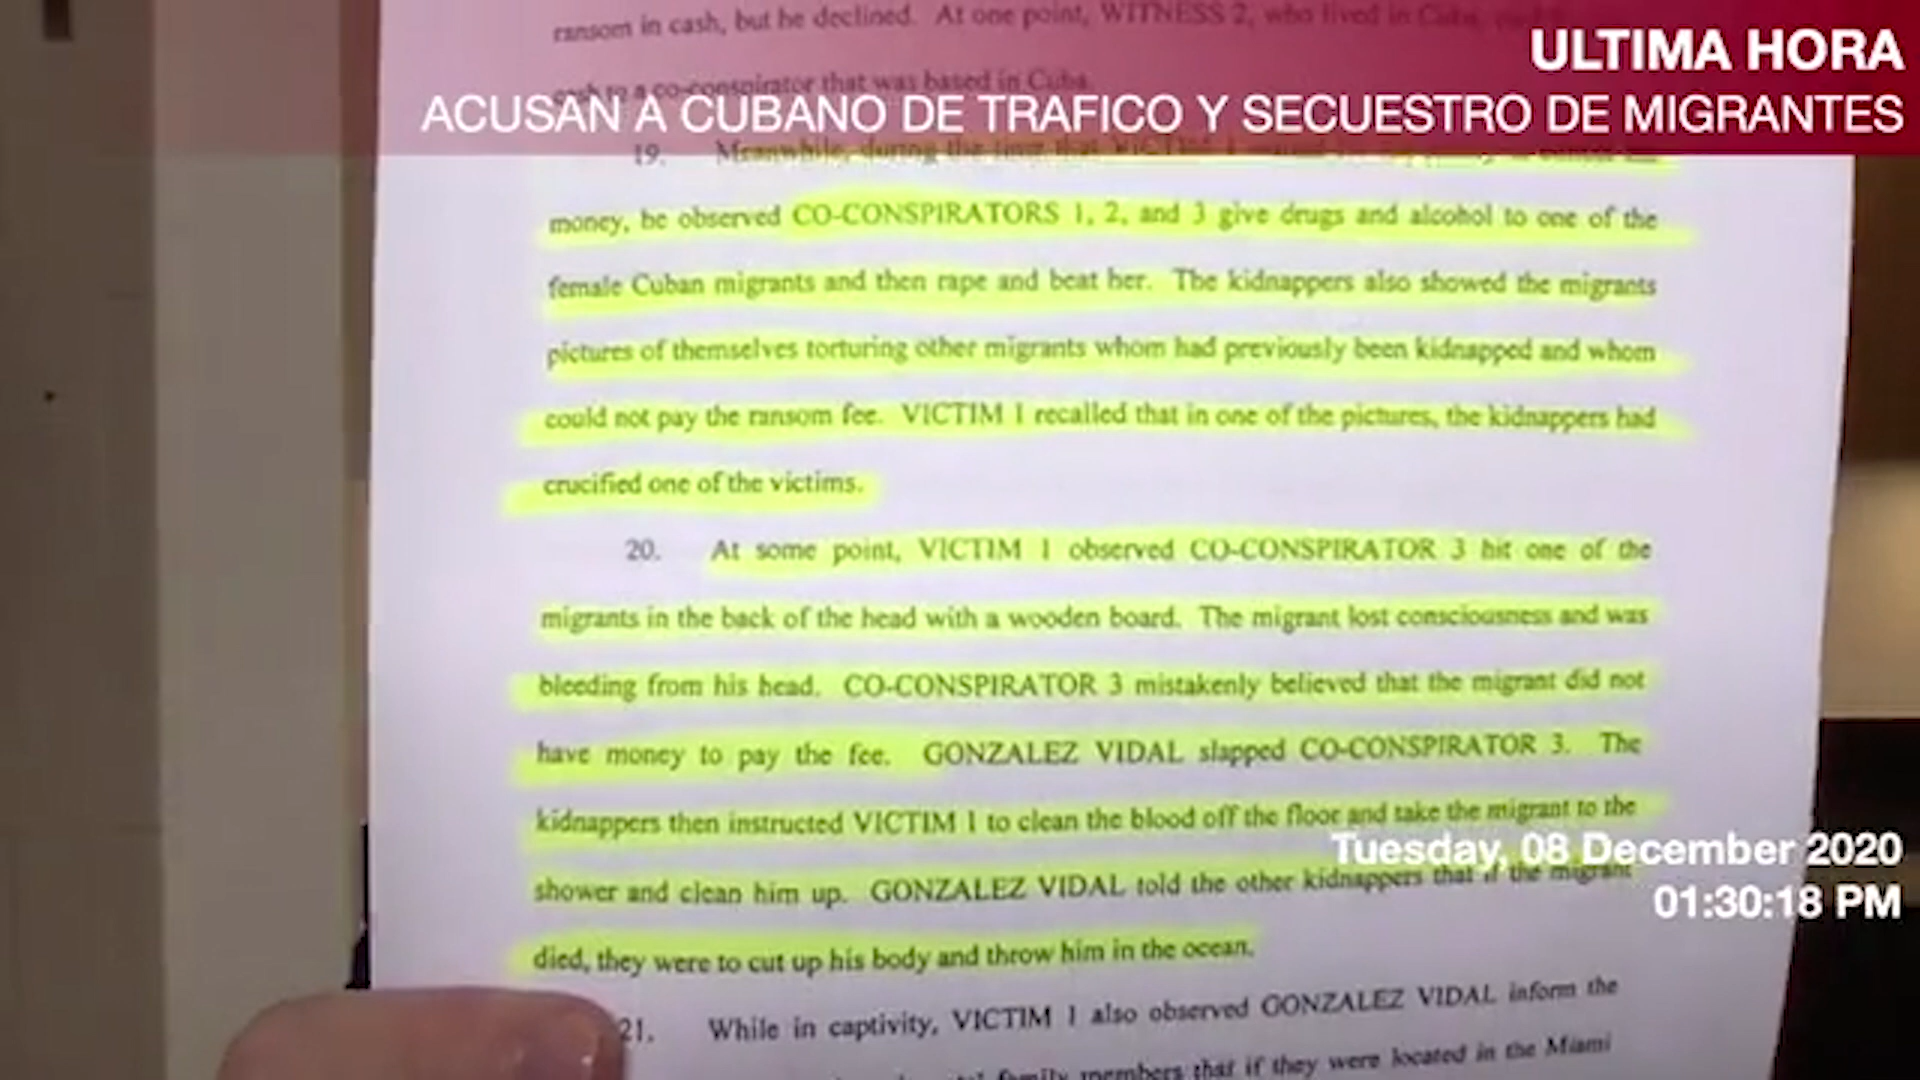 ransom in cash, but he declined. At one point, WITNESS 2, who lived in Cuba,
ULTIMA HORA
cash to a co-conspirator that was based in Cuba.
ACUSAN A CUBANO DE TRAFICO Y SECUESTRO DE MIGRANTES
19. Meanwhile, during the time that VICTIM 1
money, he observed CO-CONSPIRATORS 1, 2, and 3 give drugs and alcohol to one of the
female Cuban migrants and then rape and beat her. The kidnappers also showed the migrants
pictures of themselves torturing other migrants whom had previously been kidnapped and whom
could not pay the ransom fee. VICTIM 1 recalled that in one of the pictures, the kidnappers had
crucified one of the victims.
20. At some point, VICTIM 1 observed CO-CONSPIRATOR 3 hit one of the
migrants in the back of the head with a wooden board. The migrant lost consciousness and was
bleeding from his head. CO-CONSPIRATOR 3 mistakenly believed that the migrant did not
have money to pay the fee. GONZALEZ VIDAL slapped CO-CONSPIRATOR 3. The
kidnappers then instructed VICTIM 1 to clean the blood off the floor and take the migrant to the
shower and clean him up. GONZALEZ VIDAL told the other kidnappers that if the migrant
Tuesday, 08 December 2020
01:30:18 PM
died, they were to cut up his body and throw him in the ocean.
21. While in captivity, VICTIM 1 also observed GONZALEZ VIDAL inform the
family members that if they were located in the Miami